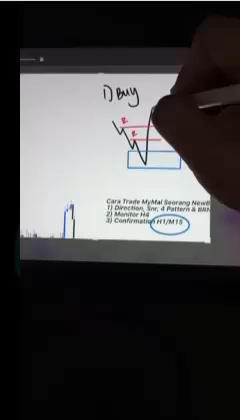 1) Buy
R
R
Cara Trade MyMal Seorang
1) Direction, Snr, 4 Pattern & BRN
2) Monitor H4
3) Confirmation H1/M15